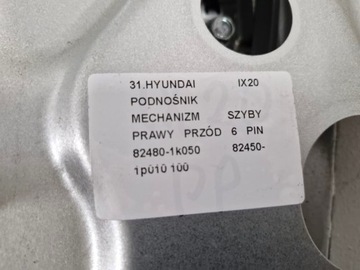 31.HYUNDAI IX20
PODNOŚNIK
MECHANIZM SZYBY
PRAWY PRZÓD 6 PIN
82480-1k050 82450-
1p010 100